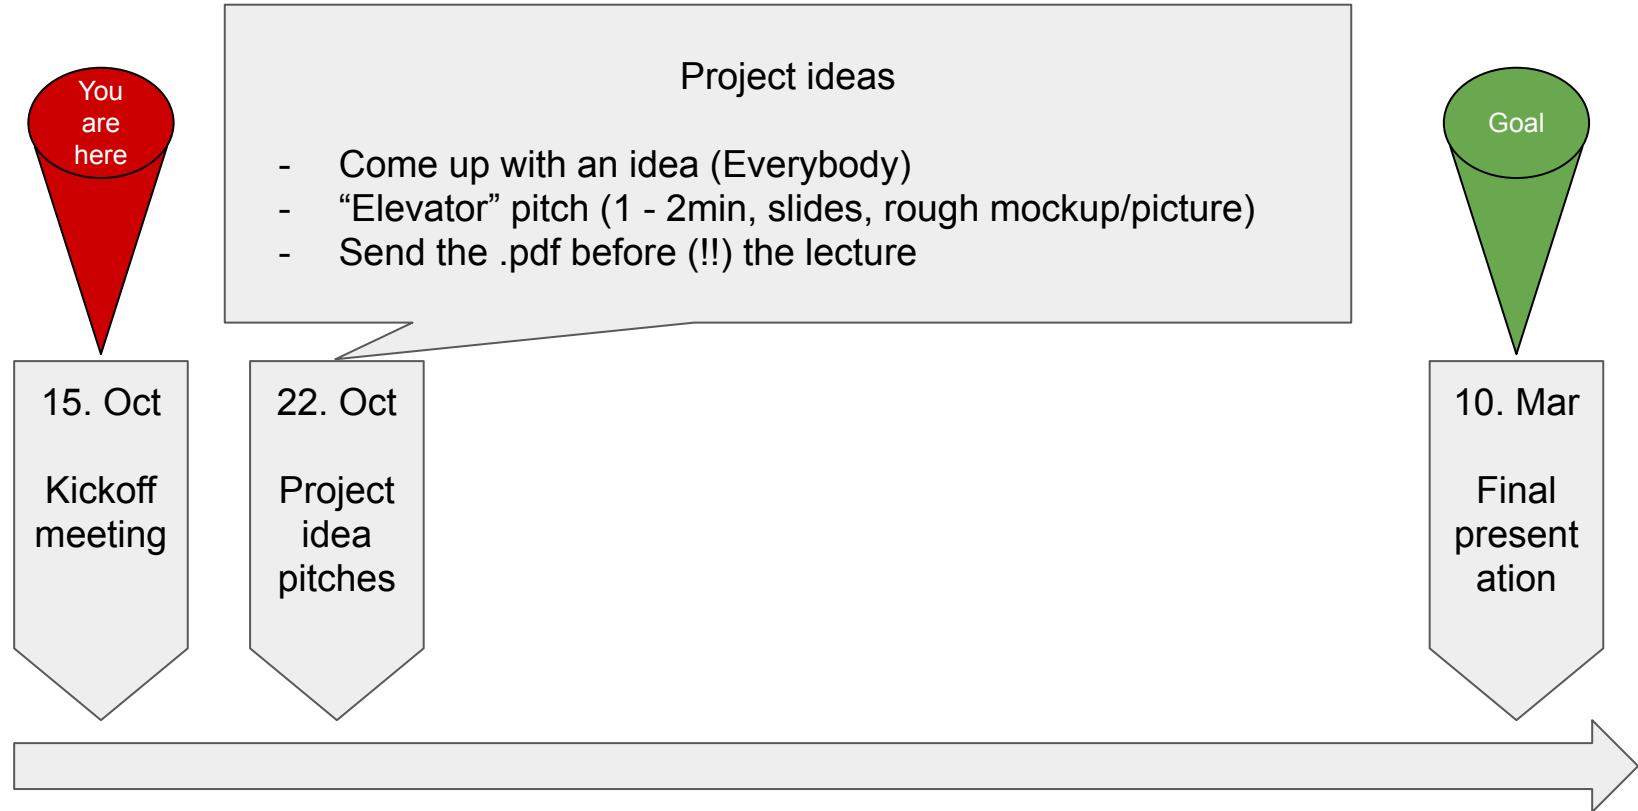 You
are
here
Project ideas
- Come up with an idea (Everybody)
- “Elevator” pitch (1 - 2min, slides, rough mockup/picture)
- Send the .pdf before (!!) the lecture
Goal
15. Oct
Kickoff
meeting
22. Oct
Project
idea
pitches
10. Mar
Final
present
ation